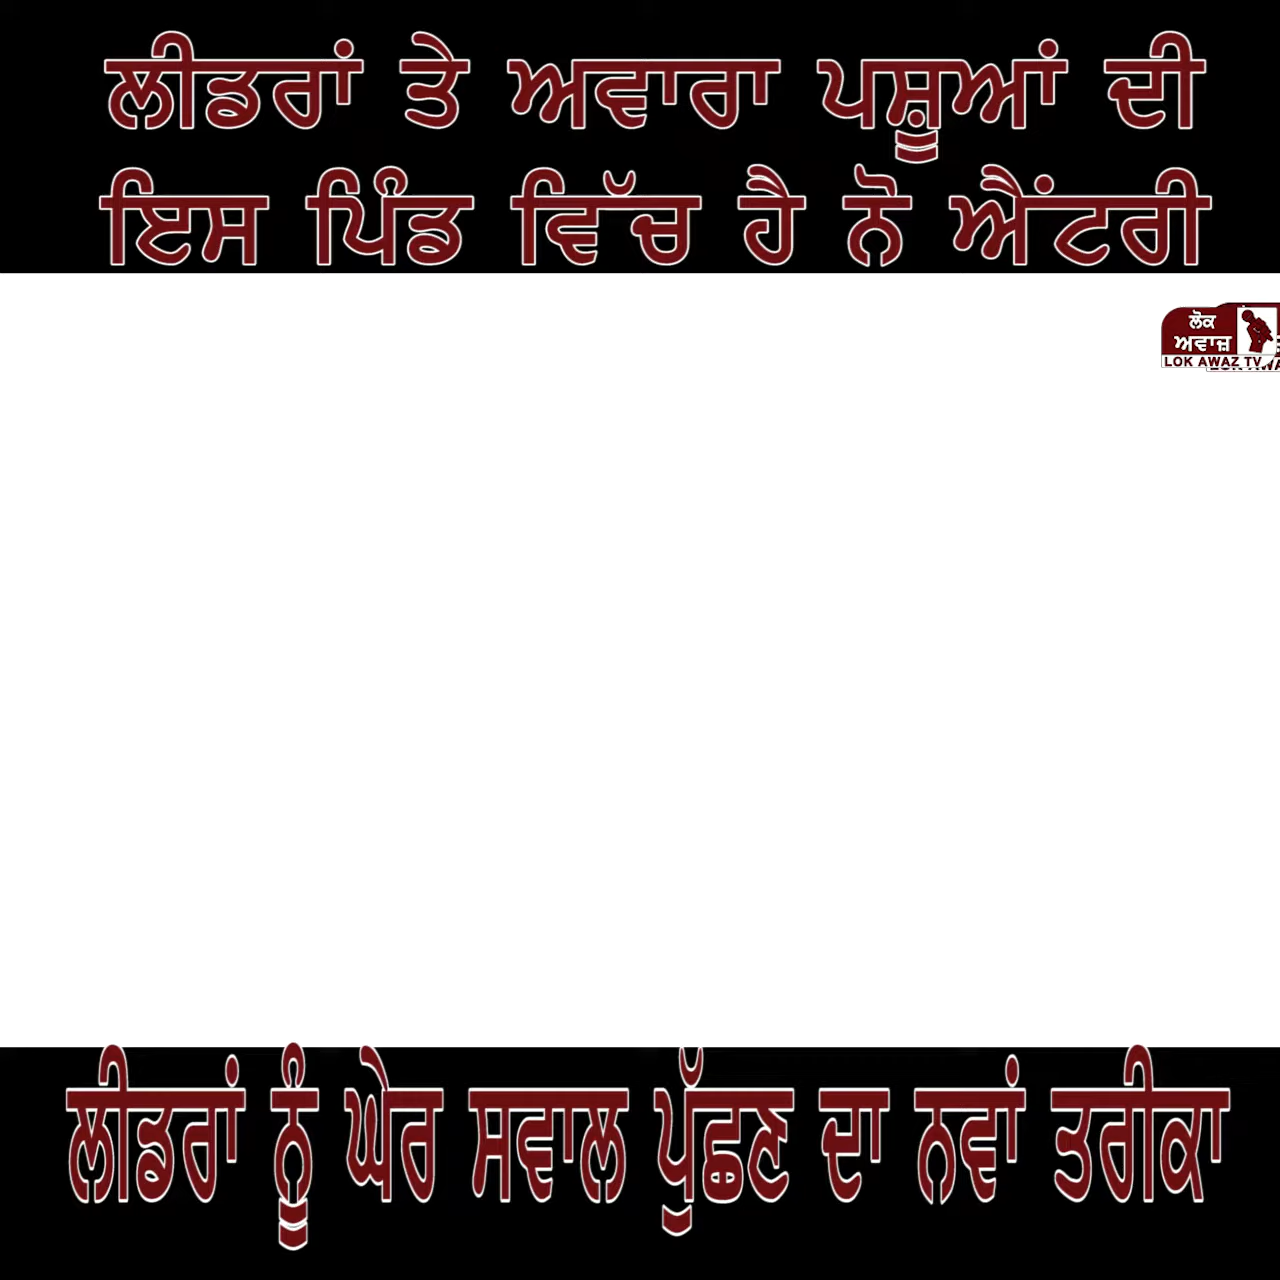 ਲੀਡਰਾਂ ਤੇ ਅਵਾਰਾ ਪਸ਼ੂਆਂ ਦੀ
ਇਸ ਪਿੰਡ ਵਿੱਚ ਹੈ ਨੋ ਐਂਟਰੀ
ਲੋਕ
ਅਵਾਜ਼
LOK AWAZ TV
ਲੀਡਰਾਂ ਨੂੰ ਘੇਰ ਸਵਾਲ ਪੁੱਛਣ ਦਾ ਨਵਾਂ ਤਰੀਕਾ